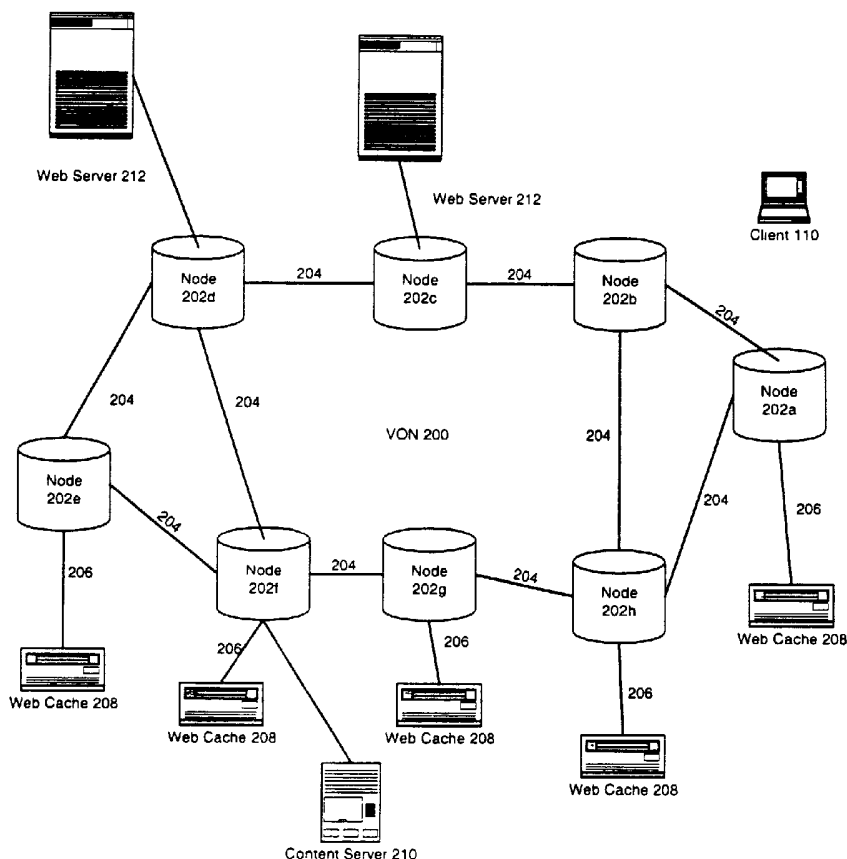 Web Server 212
Web Server 212
Client 110
Node
202d
204
Node
202c
204
Node
202b
204
Node
202a
204
204
VON 200
204
204
206
Node
202e
204
206
Node
202f
204
Node
202g
204
Node
202h
Web Cache 208
206
206
206
Web Cache 208
Web Cache 208
Web Cache 208
Web Cache 208
Content Server 210